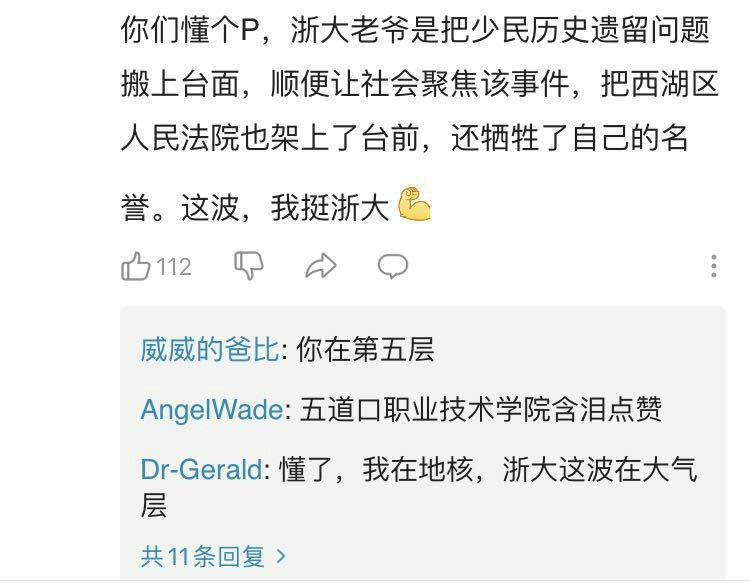 你们懂个P，浙大老爷是把少民历史遗留问题
搬上台面，顺便让社会聚焦该事件，把西湖区
人民法院也架上了台前，还牺牲了自己的名
誉。这波，我挺浙大💪
112
威威的爸比: 你在第五层
AngelWade: 五道口职业技术学院含泪点赞
Dr-Gerald: 懂了，我在地核，浙大这波在大气
层
共11条回复 >